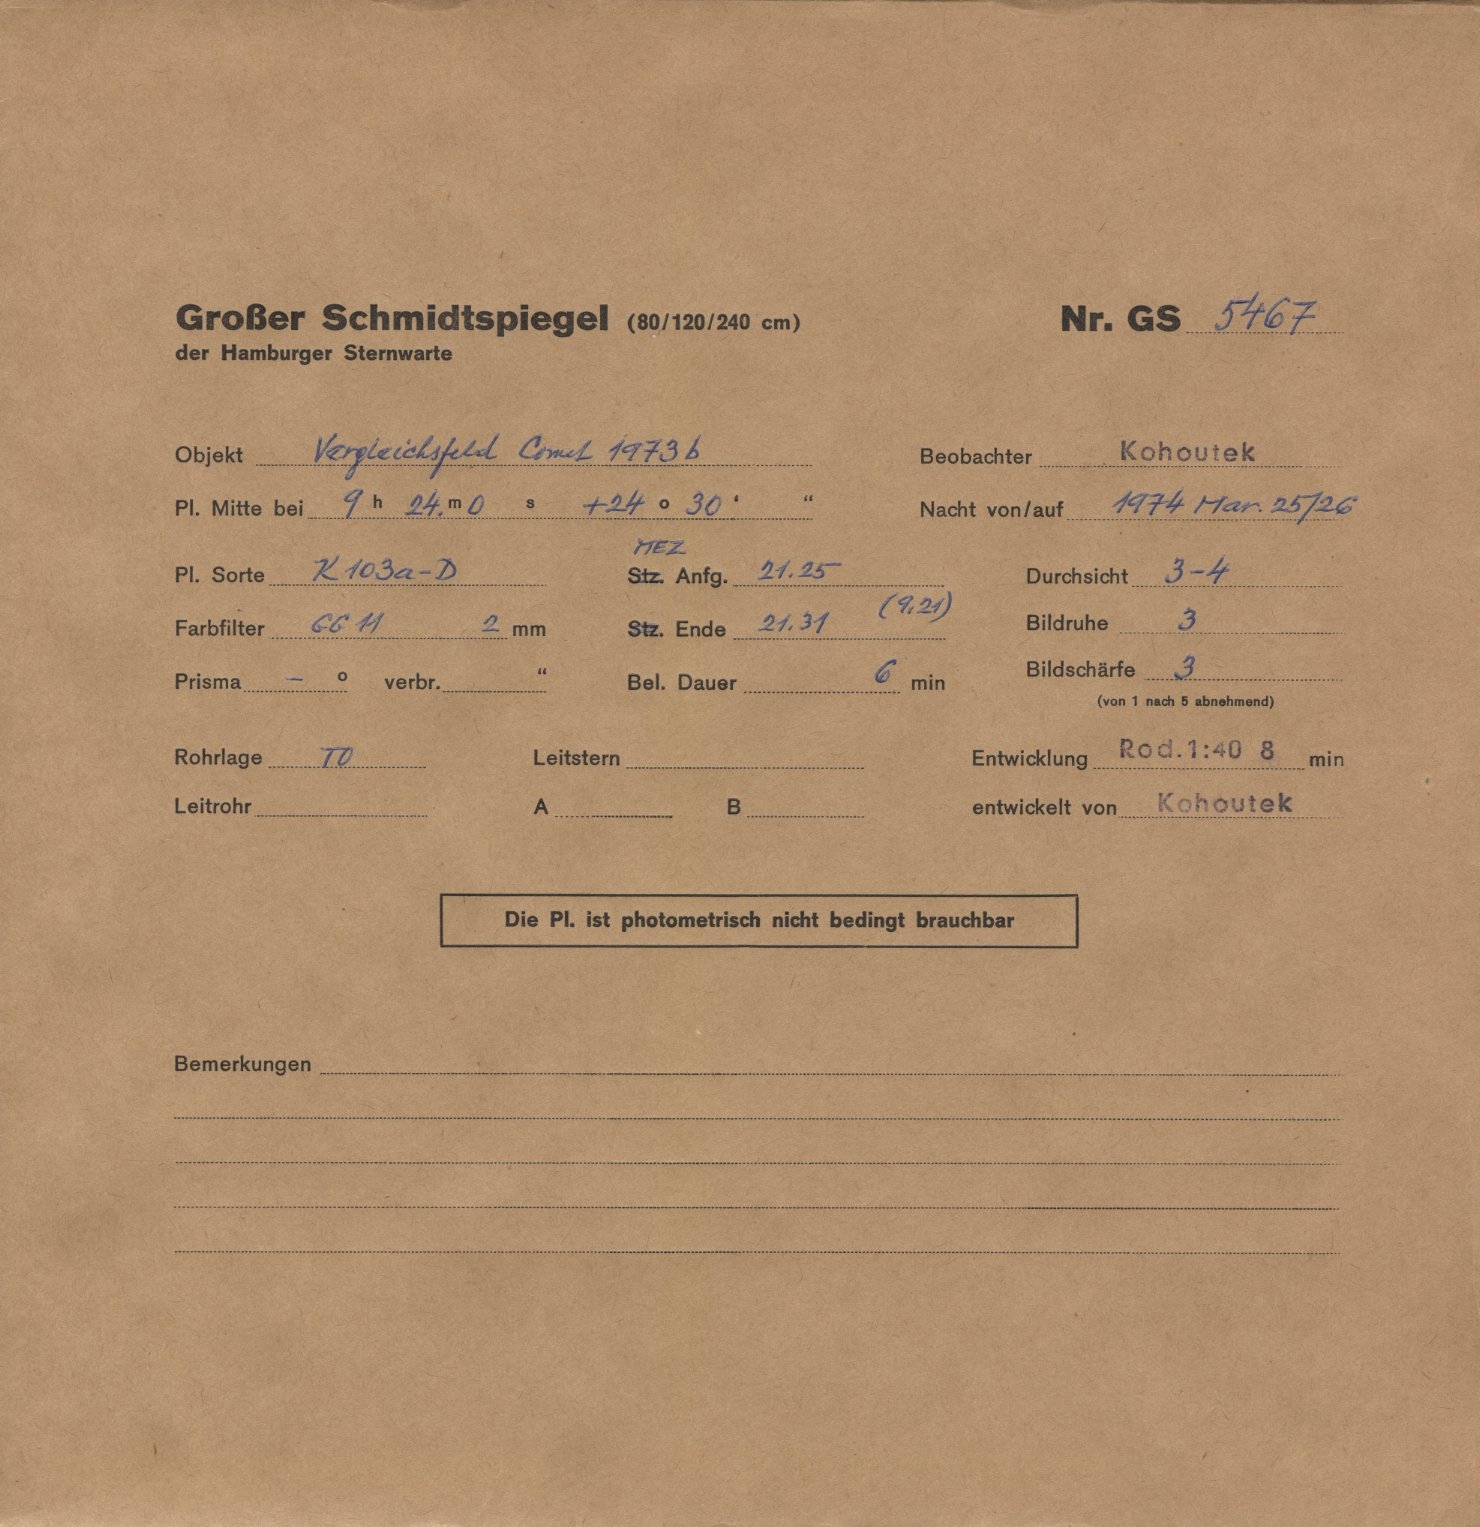 Großer Schmidtspiegel (80/120/240 cm) Nr. GS 5467
der Hamburger Sternwarte
Objekt Vergleichsfeld Comet 1973b Beobachter Kohoutek
Pl. Mitte bei 9 h 24. m 0 s +24 o 30 ‘ “ Nacht von/auf 1974 Mar. 25/26
MEZ
Pl. Sorte K 103a-D Stz. Anfg. 21.25 Durchsicht 3-4
Farbfilter GG 11 2 mm Stz. Ende 21.31 (9.21) Bildruhe 3
Prisma – o verbr. “ Bel. Dauer 6 min Bildschärfe 3
(von 1 nach 5 abnehmend)
Rohrlage TO Leitstern Entwicklung Rod.1:40 8 min
Leitrohr A B entwickelt von Kohoutek
Die Pl. ist photometrisch nicht bedingt brauchbar
Bemerkungen